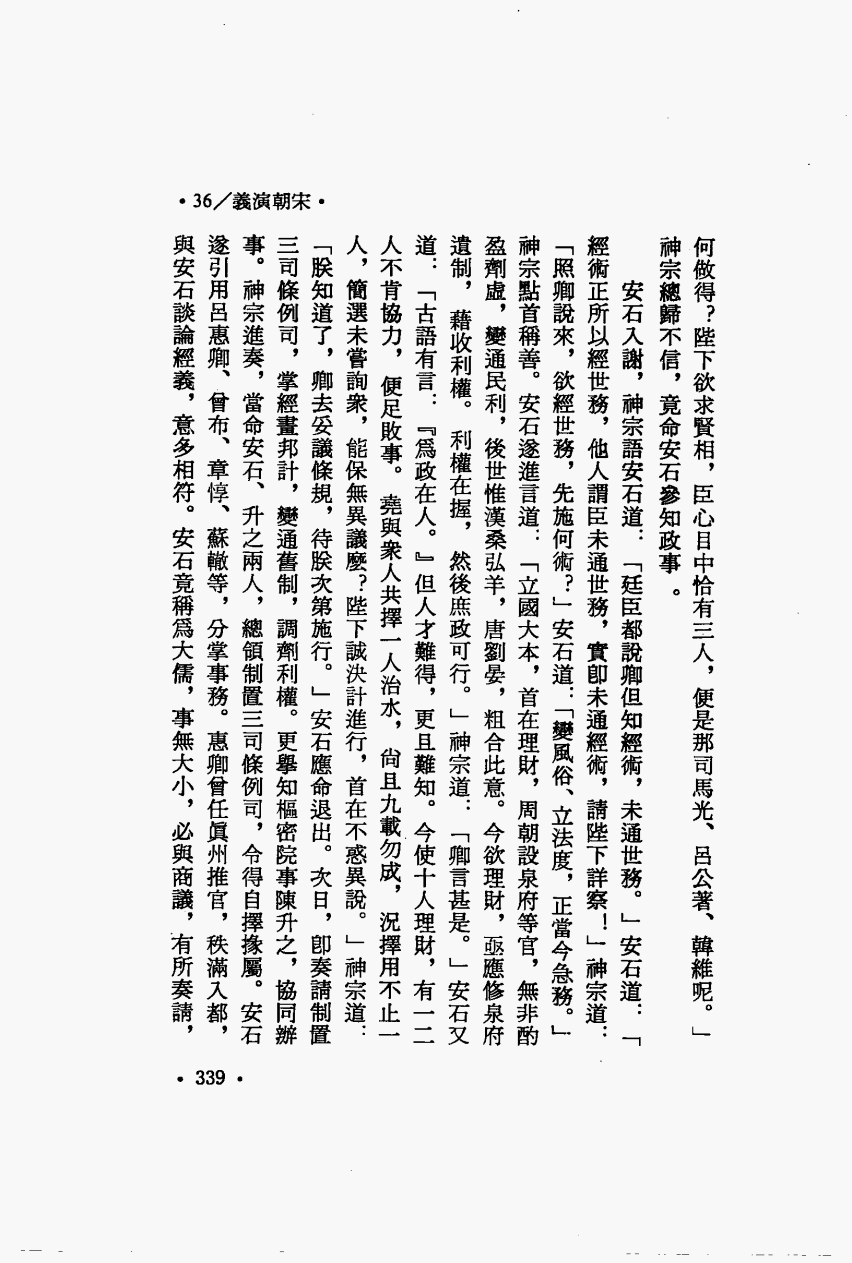 •36／義演朝宋•
何做得？陛下欲求賢相，臣心目中恰有三人，便是那司馬光、呂公著、韓維呢。」
神宗總歸不信，竟命安石參知政事。
安石入謝，神宗語安石道：「廷臣都說卿但知經術，未通世務。」安石道：「
經術正所以經世務，他人謂臣未通世務，實卽未通經術，請陛下詳察！」神宗道：
「照卿說來，欲經世務，先施何術？」安石道：「變風俗、立法度，正當今急務。」
神宗點首稱善。安石遂進言道：「立國大本，首在理財，周朝設泉府等官，無非酌
盈劑虛，變通民利，後世惟漢桑弘羊，唐劉晏，粗合此意。今欲理財，亟應修泉府
遺制，藉收利權。利權在握，然後庶政可行。」神宗道：「卿言甚是。」安石又
道：「古語有言：『爲政在人。』但人才難得，更且難知。今使十人理財，有一二
人不肯協力，便足敗事。堯與衆人共擇一人治水，尙且九載勿成，況擇用不止一
人，簡選未嘗詢衆，能保無異議麼？陛下誠決計進行，首在不惑異說。」神宗道：
「朕知道了，卿去妥議條規，待朕次第施行。」安石應命退出。次日，卽奏請制置
三司條例司，掌經畫邦計，變通舊制，調劑利權。更舉知樞密院事陳升之，協同辦
事。神宗進奏，當命安石、升之兩人，總領制置三司條例司，令得自擇掾屬。安石
遂引用呂惠卿、曾布、章惇、蘇轍等，分掌事務。惠卿曾任眞州推官，秩滿入都，
與安石談論經義，意多相符。安石竟稱爲大儒，事無大小，必與商議，有所奏請，
•339•